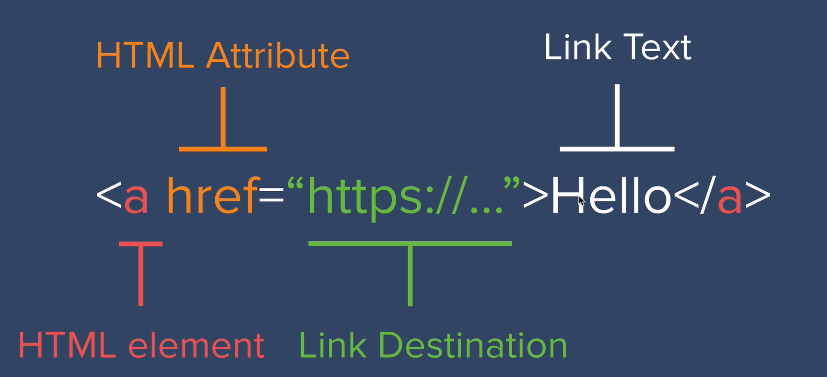 HTML Attribute
Link Text
<a href=“https://...”>Hello</a>
HTML element
Link Destination